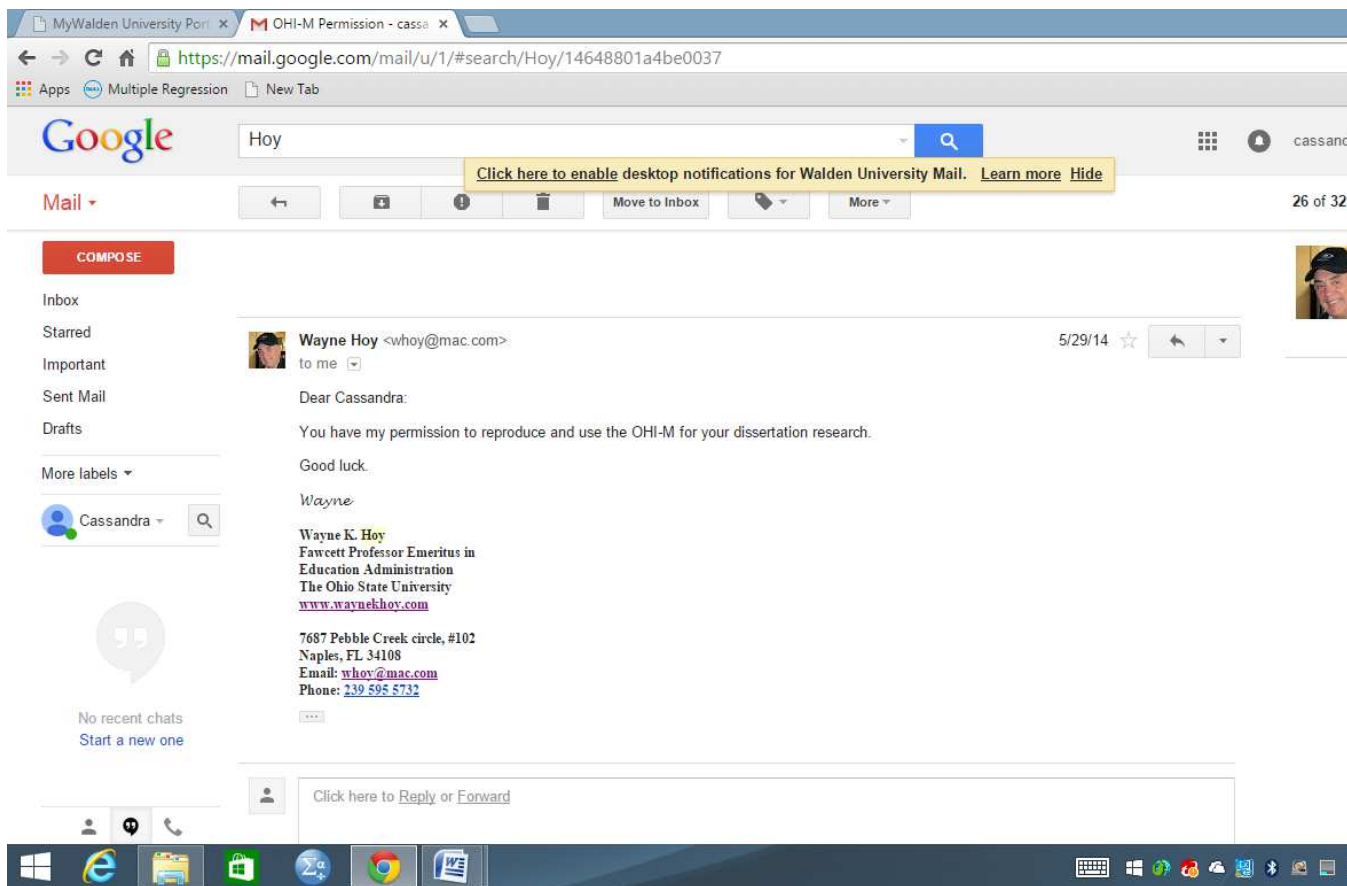 MyWalden University Port
OHI-M Permission - cassa
https://mail.google.com/mail/u/1/#search/Hoy/14648801a4be0037
Apps Multiple Regression New Tab
Google
Hoy
cassand
Click here to enable desktop notifications for Walden University Mail. Learn more Hide
Mail
Move to Inbox
More
26 of 32
COMPOSE
Inbox
Starred
Important
Sent Mail
Drafts
More labels
Cassandra
No recent chats
Start a new one
Wayne Hoy <whoy@mac.com>
5/29/14
to me
Dear Cassandra:
You have my permission to reproduce and use the OHI-M for your dissertation research.
Good luck.
Wayne
Wayne K. Hoy
Fawcett Professor Emeritus in
Education Administration
The Ohio State University
www.waynekhoy.com
7687 Pebble Creek circle, #102
Naples, FL 34108
Email: whoy@mac.com
Phone: 239 595 5732
Click here to Reply or Forward